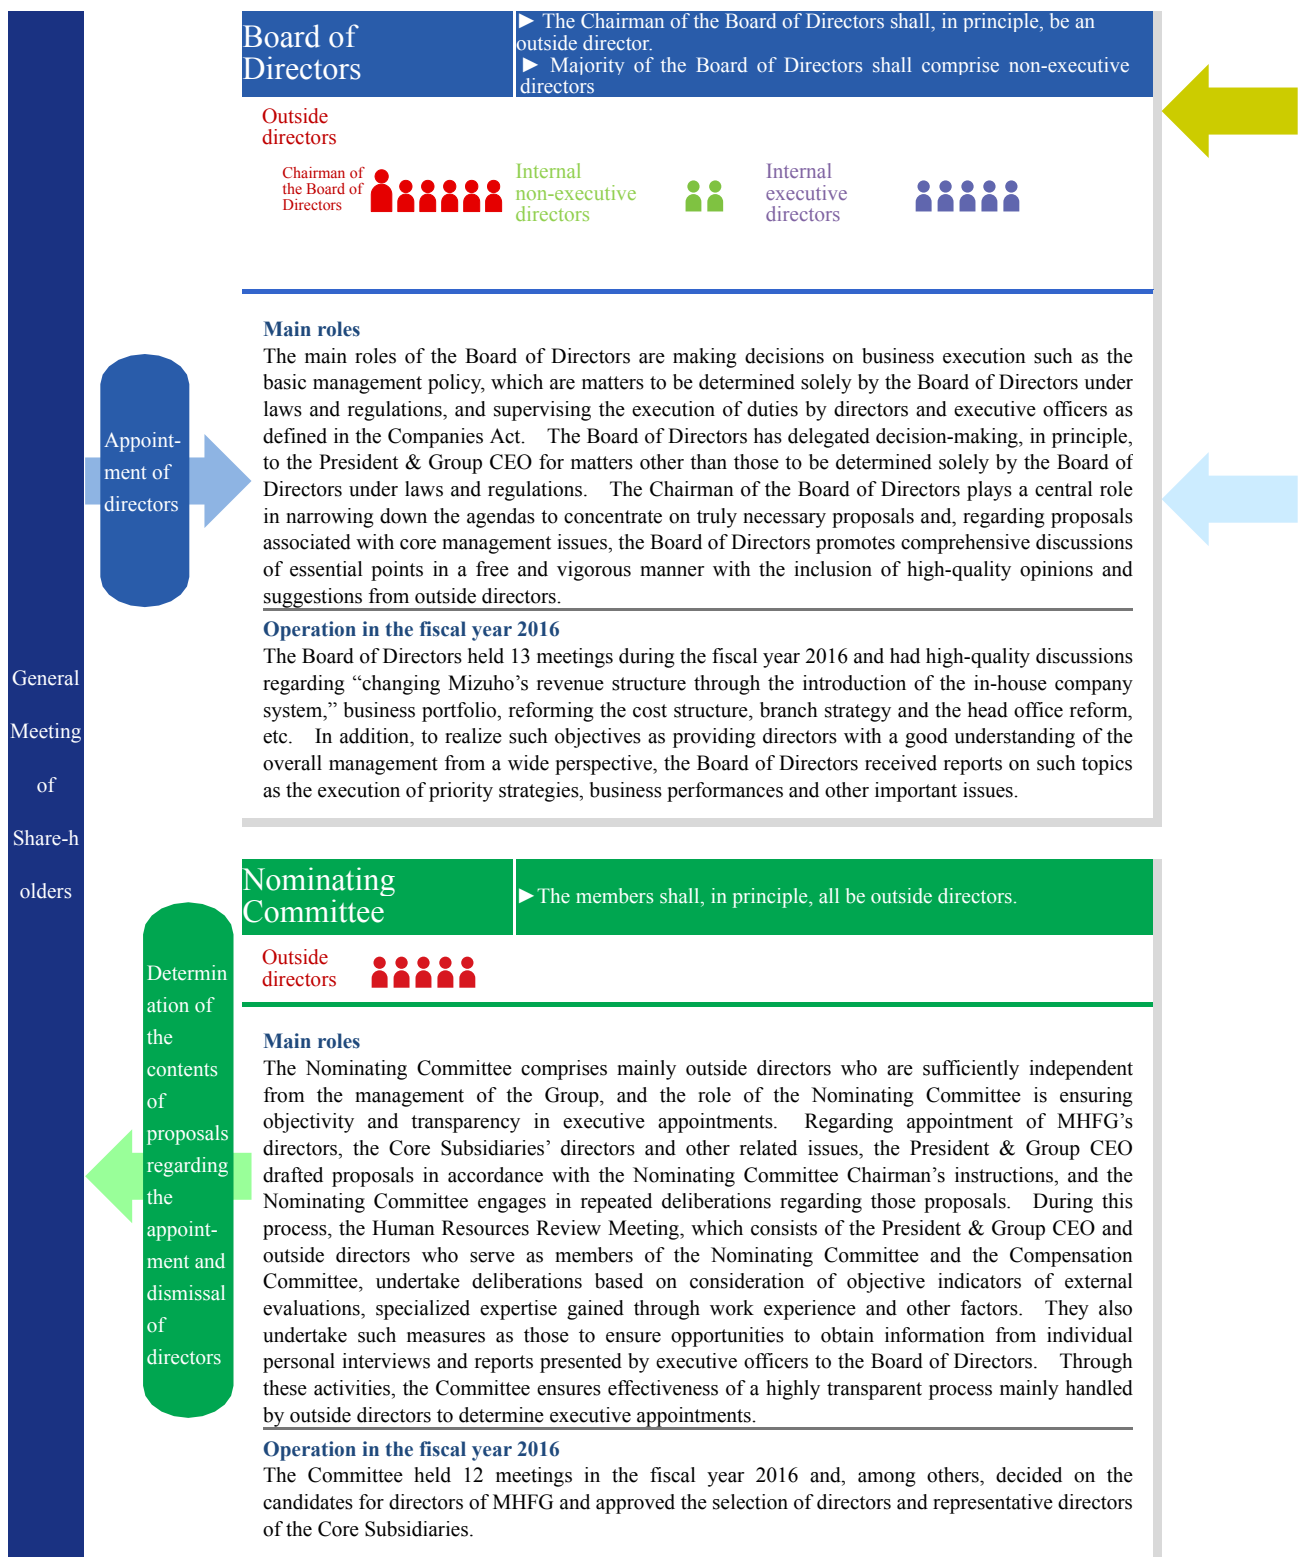 Board of
Directors
► The Chairman of the Board of Directors shall, in principle, be an
outside director.
► Majority of the Board of Directors shall comprise non-executive
directors
Outside
directors
Chairman of
the Board of
Directors
Internal
non-executive
directors
Internal
executive
directors
Main roles
The main roles of the Board of Directors are making decisions on business execution such as the
basic management policy, which are matters to be determined solely by the Board of Directors under
laws and regulations, and supervising the execution of duties by directors and executive officers as
defined in the Companies Act. The Board of Directors has delegated decision-making, in principle,
to the President & Group CEO for matters other than those to be determined solely by the Board of
Directors under laws and regulations. The Chairman of the Board of Directors plays a central role
in narrowing down the agendas to concentrate on truly necessary proposals and, regarding proposals
associated with core management issues, the Board of Directors promotes comprehensive discussions
of essential points in a free and vigorous manner with the inclusion of high-quality opinions and
suggestions from outside directors.
Appoint-
ment of
directors
Operation in the fiscal year 2016
The Board of Directors held 13 meetings during the fiscal year 2016 and had high-quality discussions
regarding “changing Mizuho’s revenue structure through the introduction of the in-house company
system,” business portfolio, reforming the cost structure, branch strategy and the head office reform,
etc. In addition, to realize such objectives as providing directors with a good understanding of the
overall management from a wide perspective, the Board of Directors received reports on such topics
as the execution of priority strategies, business performances and other important issues.
General
Meeting
of
Share-h
olders
Nominating
Committee
►The members shall, in principle, all be outside directors.
Outside
directors
Determin
ation of
the
contents
of
proposals
regarding
the
appoint-
ment and
dismissal
of
directors
Main roles
The Nominating Committee comprises mainly outside directors who are sufficiently independent
from the management of the Group, and the role of the Nominating Committee is ensuring
objectivity and transparency in executive appointments. Regarding appointment of MHFG’s
directors, the Core Subsidiaries’ directors and other related issues, the President & Group CEO
drafted proposals in accordance with the Nominating Committee Chairman’s instructions, and the
Nominating Committee engages in repeated deliberations regarding those proposals. During this
process, the Human Resources Review Meeting, which consists of the President & Group CEO and
outside directors who serve as members of the Nominating Committee and the Compensation
Committee, undertake deliberations based on consideration of objective indicators of external
evaluations, specialized expertise gained through work experience and other factors. They also
undertake such measures as those to ensure opportunities to obtain information from individual
personal interviews and reports presented by executive officers to the Board of Directors. Through
these activities, the Committee ensures effectiveness of a highly transparent process mainly handled
by outside directors to determine executive appointments.
Operation in the fiscal year 2016
The Committee held 12 meetings in the fiscal year 2016 and, among others, decided on the
candidates for directors of MHFG and approved the selection of directors and representative directors
of the Core Subsidiaries.